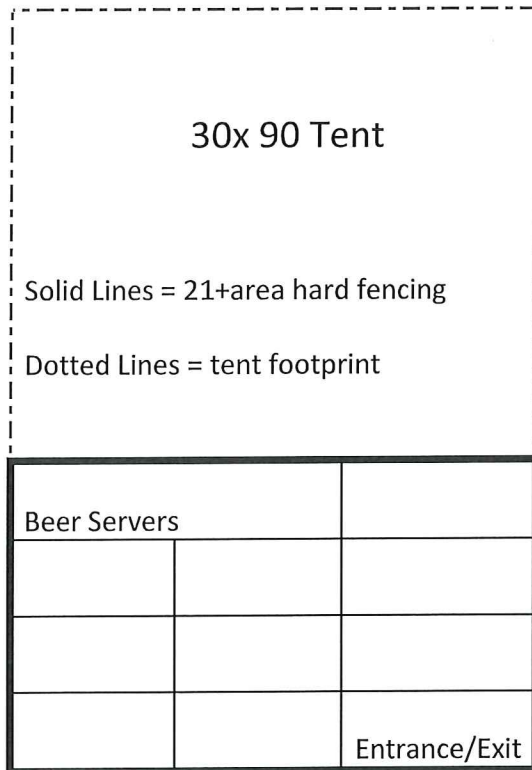 30x 90 Tent
Solid Lines = 21+area hard fencing
Dotted Lines = tent footprint
Beer Servers
Entrance/Exit